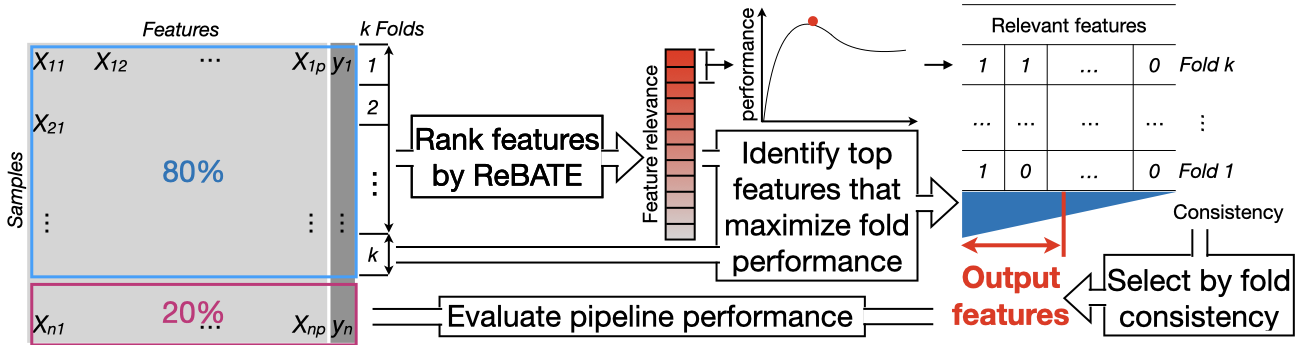 Features
k Folds
Samples
X11 X12 ... X1p y1
X21
80%
⋮ ⋮ ⋮
Xn1 ... Xnp yn
20%
1
2
⋮
k
Rank features
by ReBATE
Feature relevance
performance
Identify top
features that
maximize fold
performance
Relevant features
1 1 ... 0 Fold k
... ... ... ... ⋮
1 0 ... 0 Fold 1
Consistency
Output
features
Select by fold
consistency
Evaluate pipeline performance